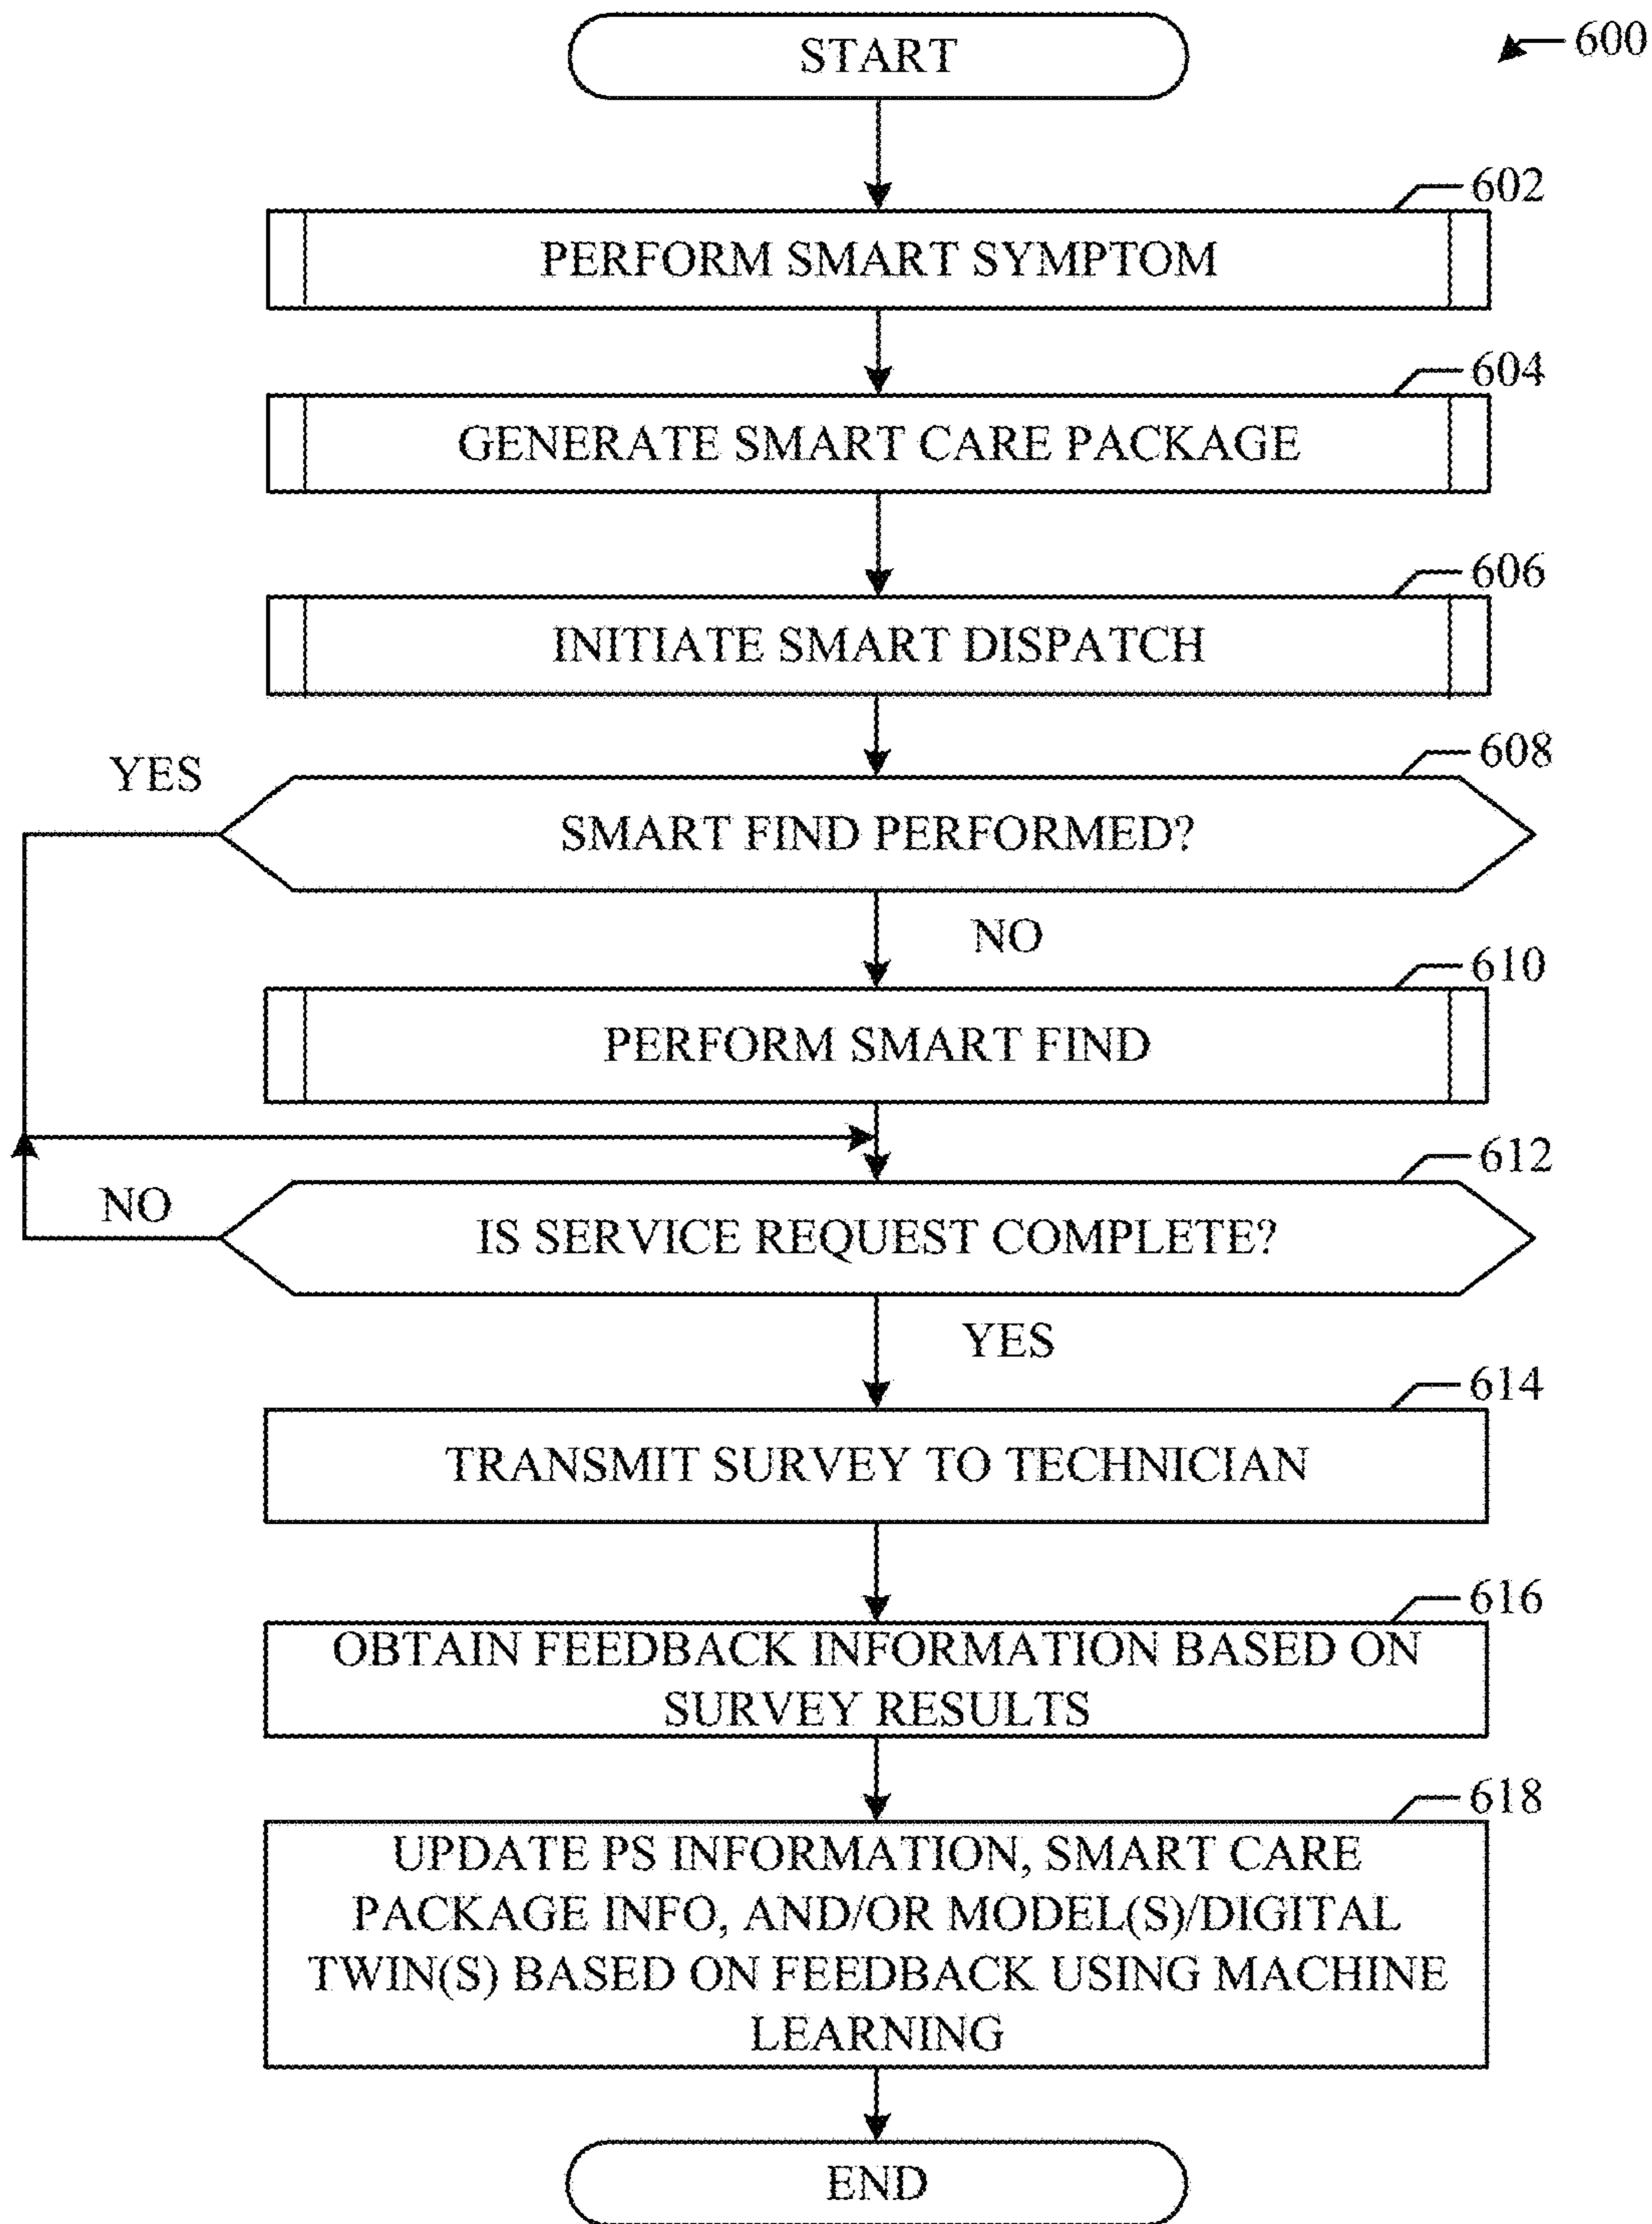 START
600
602
PERFORM SMART SYMPTOM
604
GENERATE SMART CARE PACKAGE
606
INITIATE SMART DISPATCH
608
YES
SMART FIND PERFORMED?
NO
610
PERFORM SMART FIND
612
NO
IS SERVICE REQUEST COMPLETE?
YES
614
TRANSMIT SURVEY TO TECHNICIAN
616
OBTAIN FEEDBACK INFORMATION BASED ON
SURVEY RESULTS
618
UPDATE PS INFORMATION, SMART CARE
PACKAGE INFO, AND/OR MODEL(S)/DIGITAL
TWIN(S) BASED ON FEEDBACK USING MACHINE
LEARNING
END